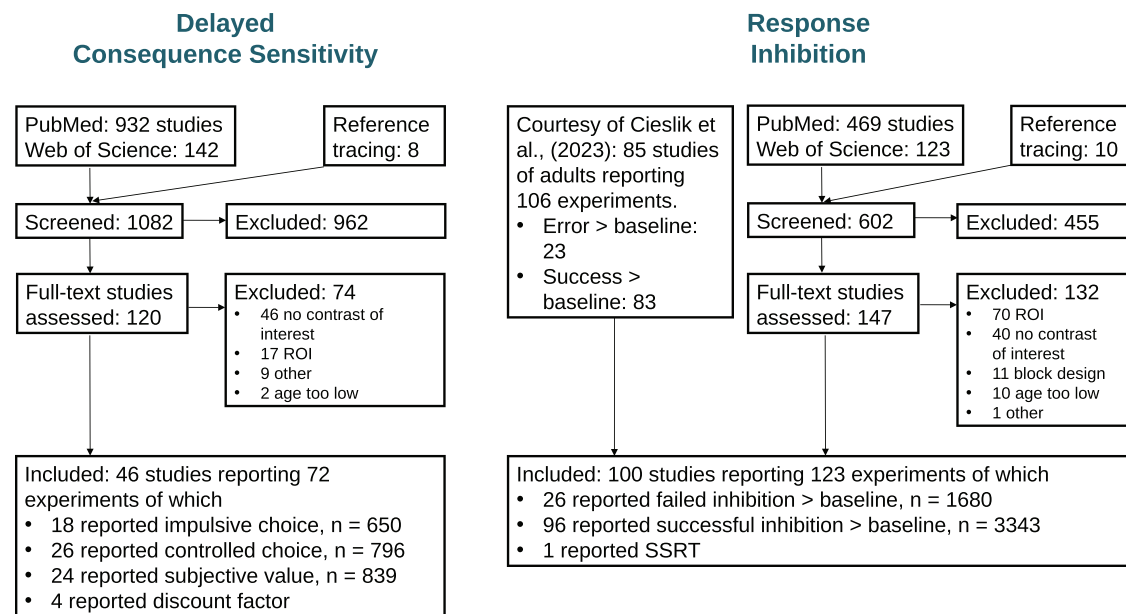 Delayed
Consequence Sensitivity
PubMed: 932 studies
Web of Science: 142
Reference
tracing: 8
Screened: 1082
Excluded: 962
Full-text studies
assessed: 120
Excluded: 74
• 46 no contrast of
interest
• 17 ROI
• 9 other
• 2 age too low
Included: 46 studies reporting 72
experiments of which
• 18 reported impulsive choice, n = 650
• 26 reported controlled choice, n = 796
• 24 reported subjective value, n = 839
• 4 reported discount factor
Response
Inhibition
Courtesy of Cieslik et
al., (2023): 85 studies
of adults reporting
106 experiments.
• Error > baseline:
23
• Success >
baseline: 83
PubMed: 469 studies
Web of Science: 123
Reference
tracing: 10
Screened: 602
Excluded: 455
Full-text studies
assessed: 147
Excluded: 132
• 70 ROI
• 40 no contrast
of interest
• 11 block design
• 10 age too low
• 1 other
Included: 100 studies reporting 123 experiments of which
• 26 reported failed inhibition > baseline, n = 1680
• 96 reported successful inhibition > baseline, n = 3343
• 1 reported SSRT